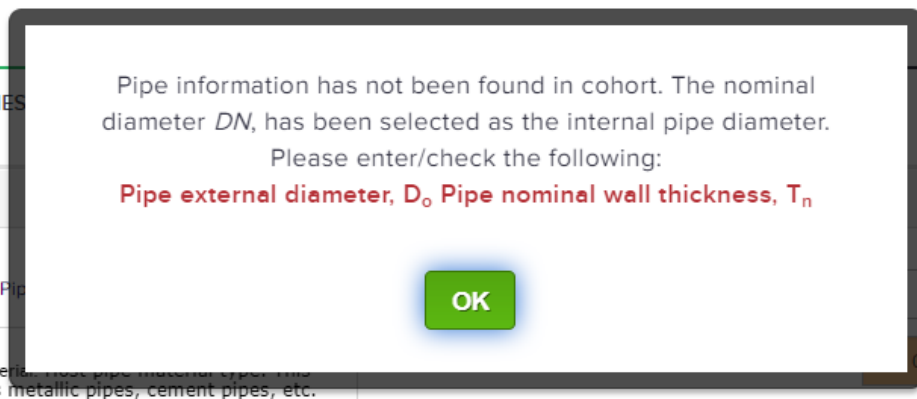 Pipe information has not been found in cohort. The nominal
diameter DN, has been selected as the internal pipe diameter.
Please enter/check the following:
Pipe external diameter, Dₒ Pipe nominal wall thickness, Tₙ
OK
metallic pipes, cement pipes, etc.